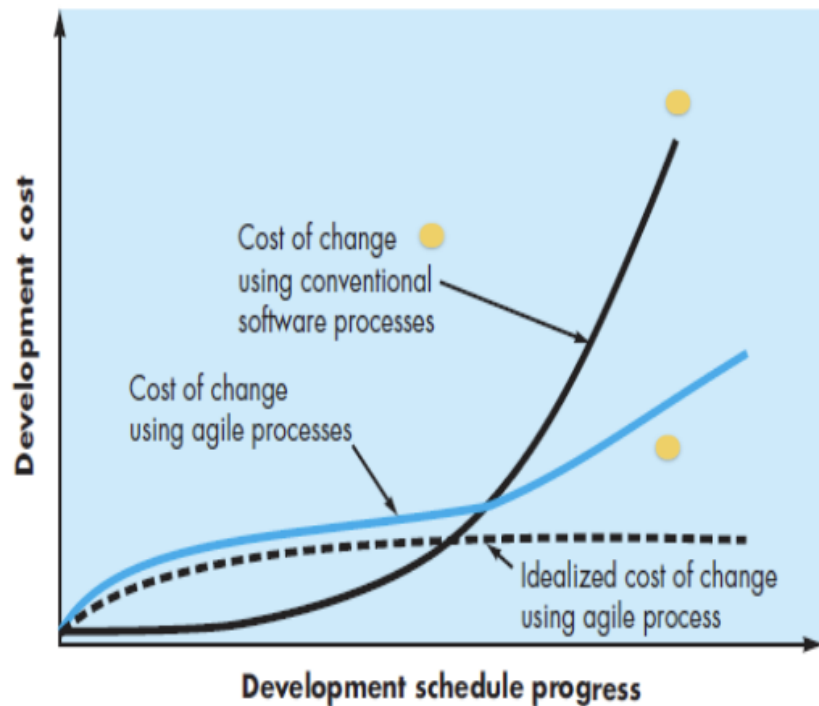 Development cost
Cost of change
using conventional
software processes
Cost of change
using agile processes
Idealized cost of change
using agile process
Development schedule progress